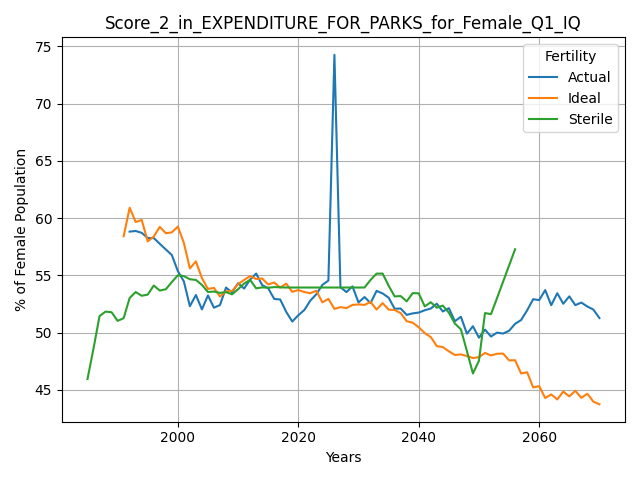 Score_2_in_EXPENDITURE_FOR_PARKS_for_Female_Q1_IQ
% of Female Population
75
70
65
60
55
50
45
Fertility
Actual
Ideal
Sterile
2000
2020
2040
2060
Years